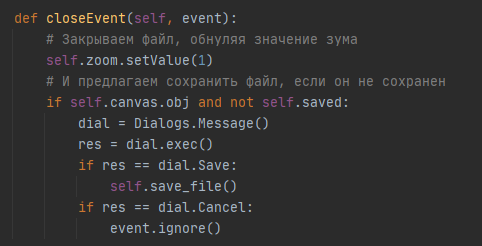 def closeEvent(self, event):
    # Закрываем файл, обнуляя значение зума
    self.zoom.setValue(1)
    # И предлагаем сохранить файл, если он не сохранен
    if self.canvas.obj and not self.saved:
        dial = Dialogs.Message()
        res = dial.exec()
        if res == dial.Save:
            self.save_file()
        if res == dial.Cancel:
            event.ignore()